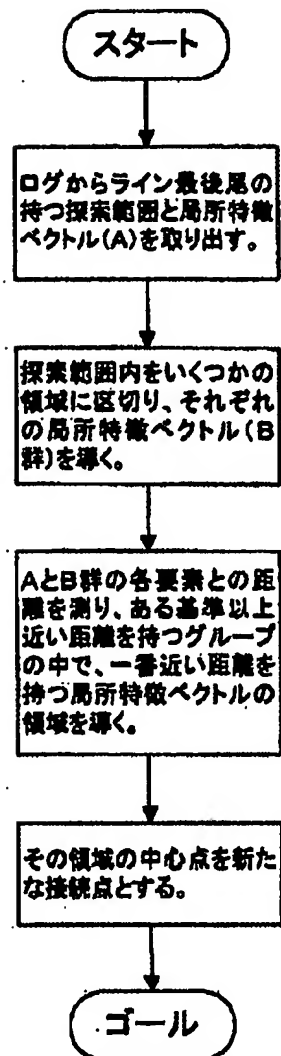 スタート
ログからライン最後尾の
持つ探索範囲と局所特徴
ベクトル(A)を取り出す。
探索範囲内をいくつかの
領域に区切り、それぞれ
の局所特徴ベクトル(B
群)を導く。
AとB群の各要素との距
離を測り、ある基準以上
近い距離を持つグループ
の中で、一番近い距離を
持つ局所特徴ベクトルの
領域を導く。
その領域の中心点を新た
な接続点とする。
ゴール